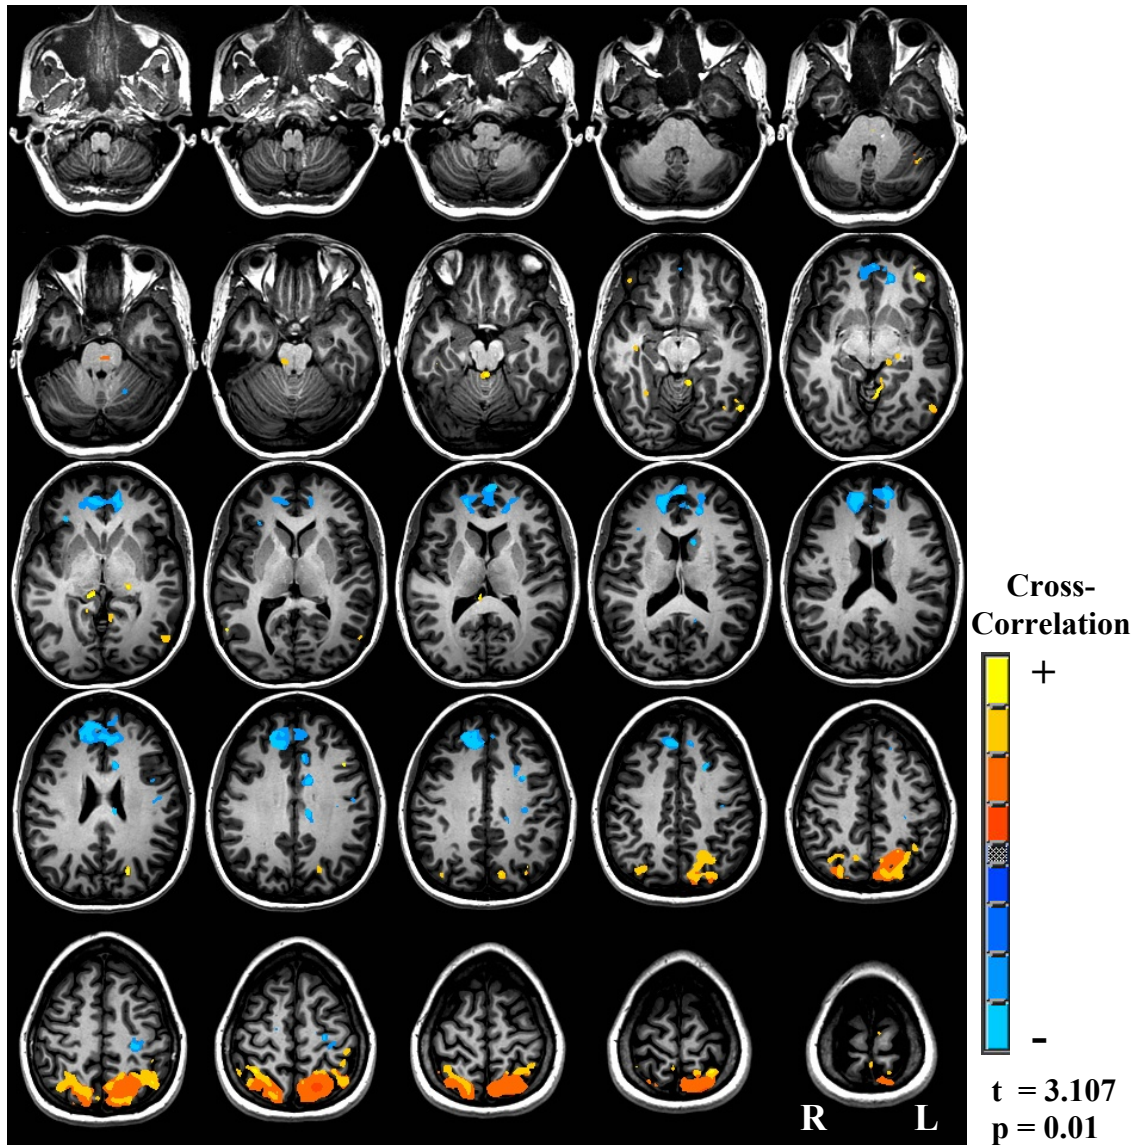 Cross-
Correlation
+
-
t = 3.107
p = 0.01
R L